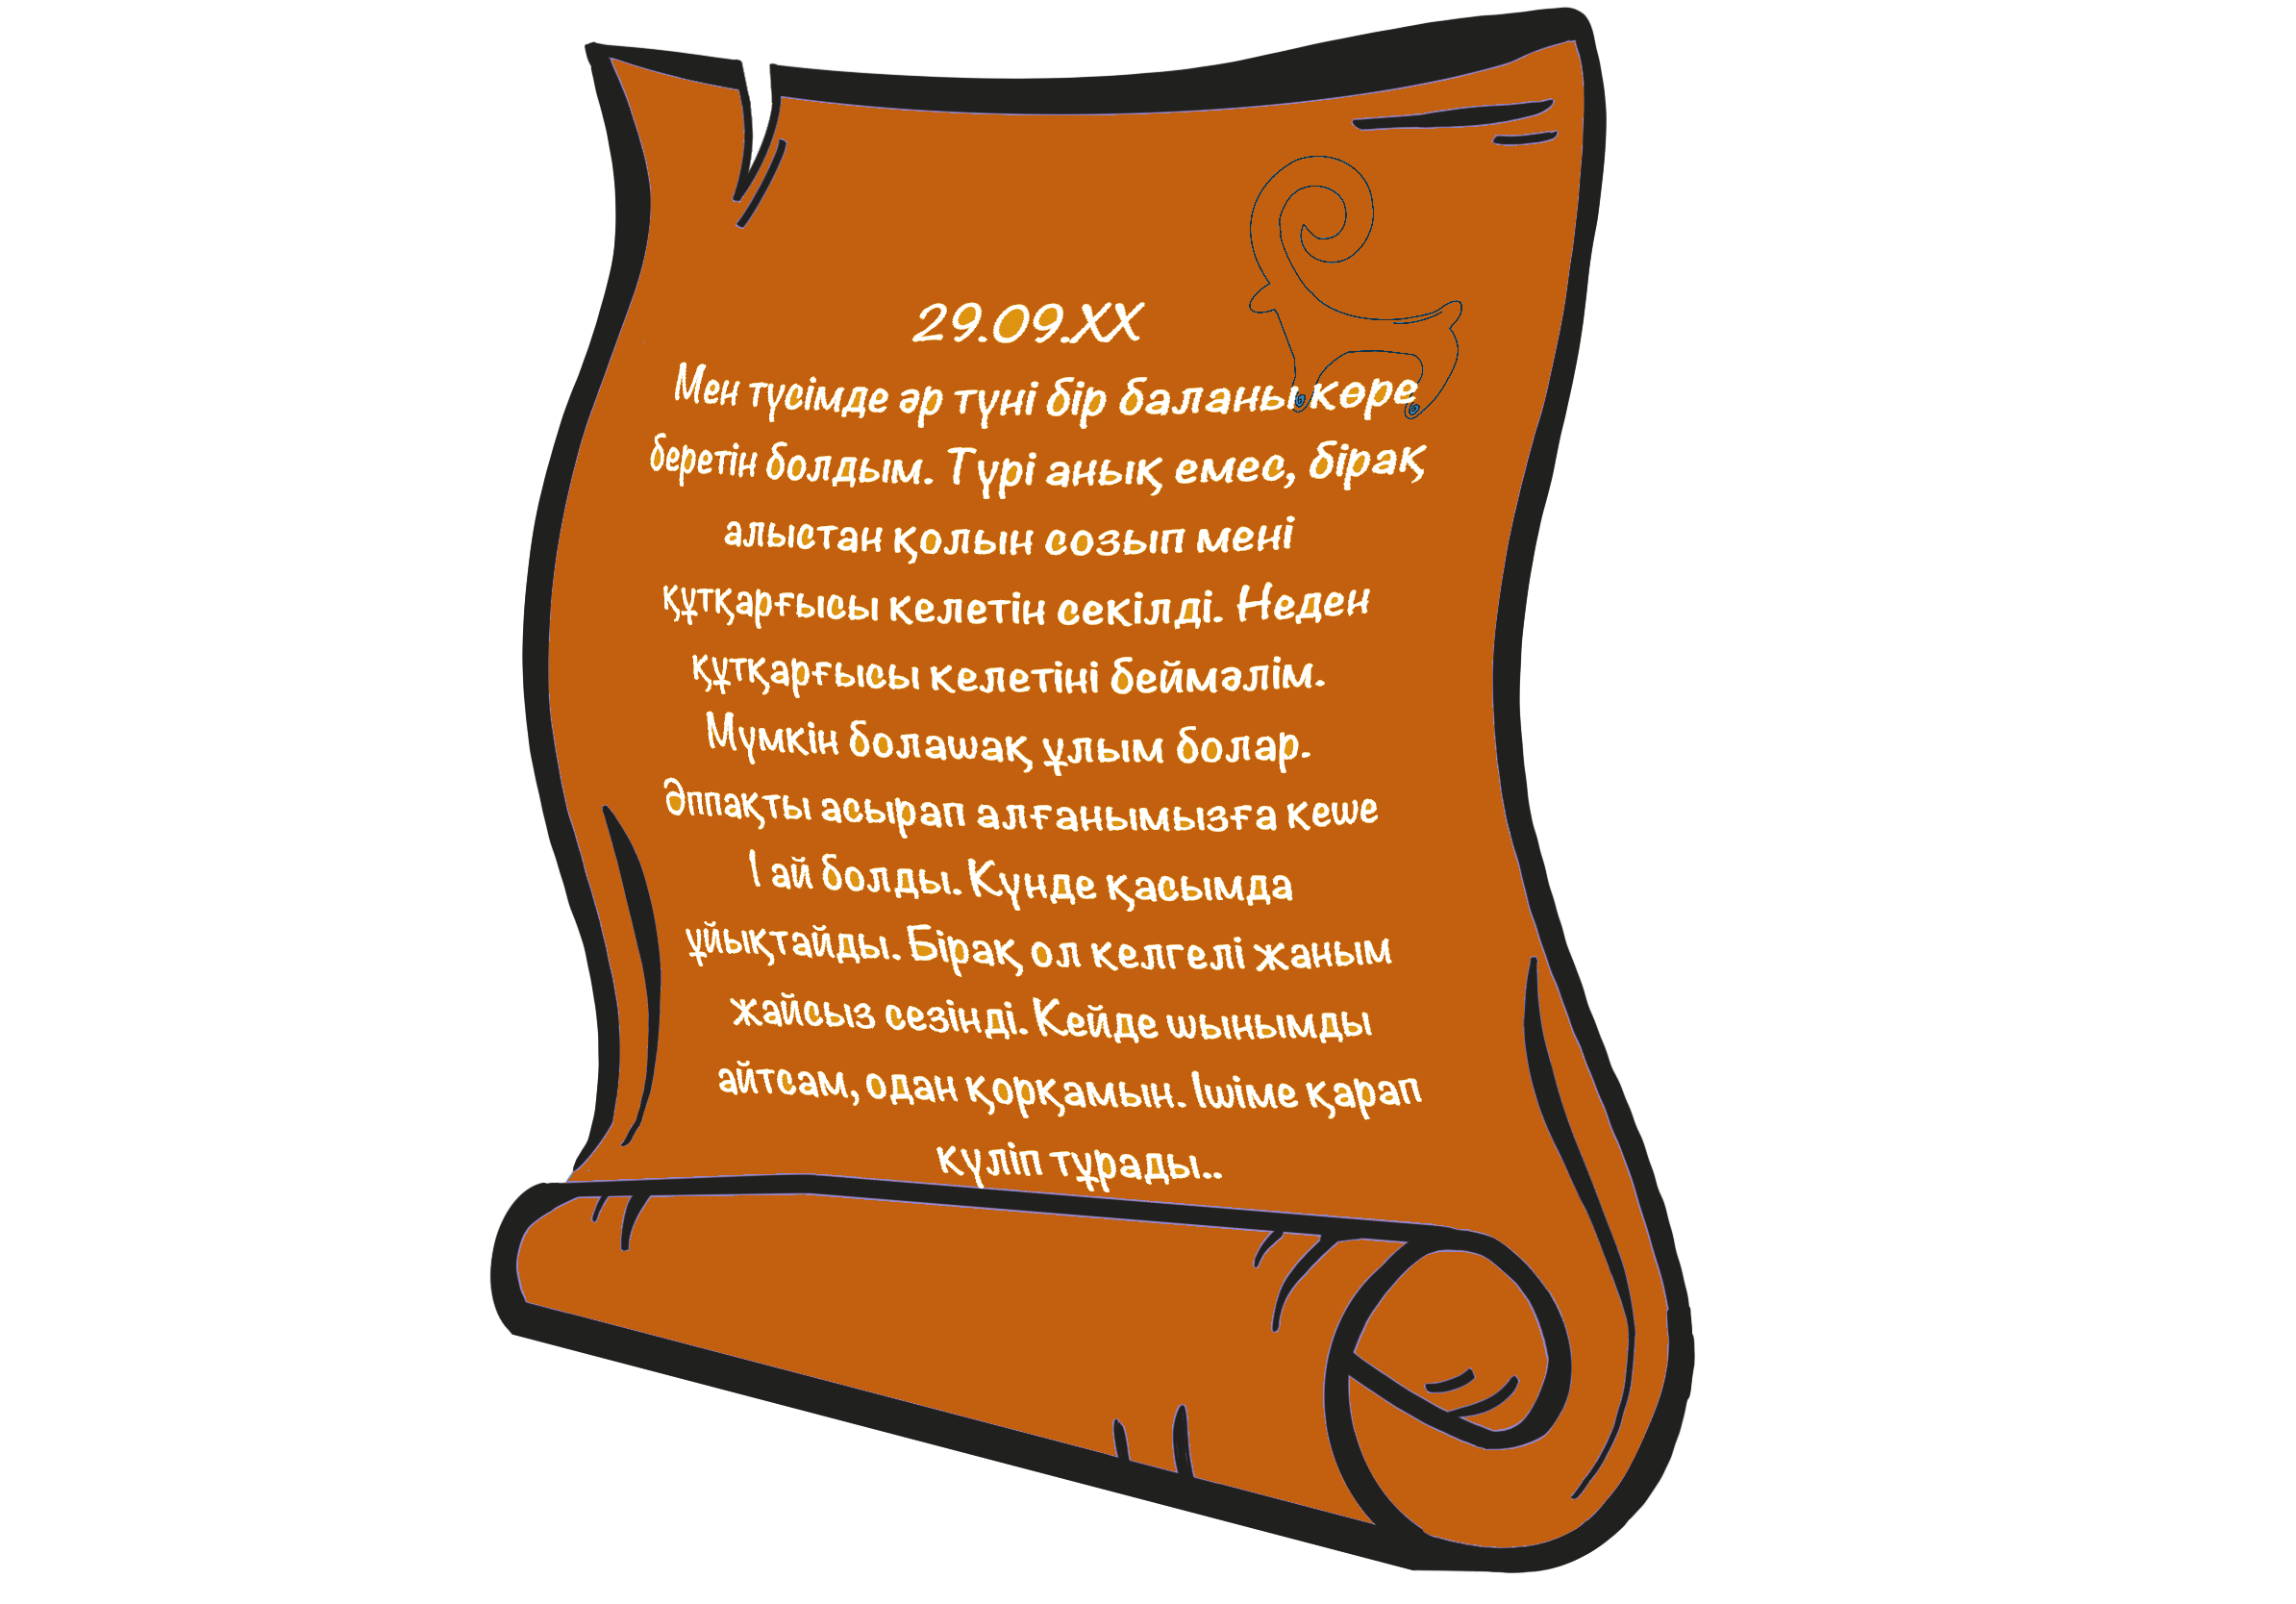 29.09.XX
Мен түсімде әр түні бір баланы көре
беретін болдым. Түрі анық емес, бірақ
алыстан қолын созып мені
құтқарғысы келетін секілді. Неден
құтқарғысы келетіні беймәлім.
Мүмкін болашақ ұлым болар.
Әппақты асырап алғанымызға кеше
1 ай болды. Күнде қасымда
ұйықтайды. Бірақ ол келгелі жаным
жайсыз сезінді. Кейде шынымды
айтсам, одан қорқамын. Ішіме қарап
күліп тұрады..